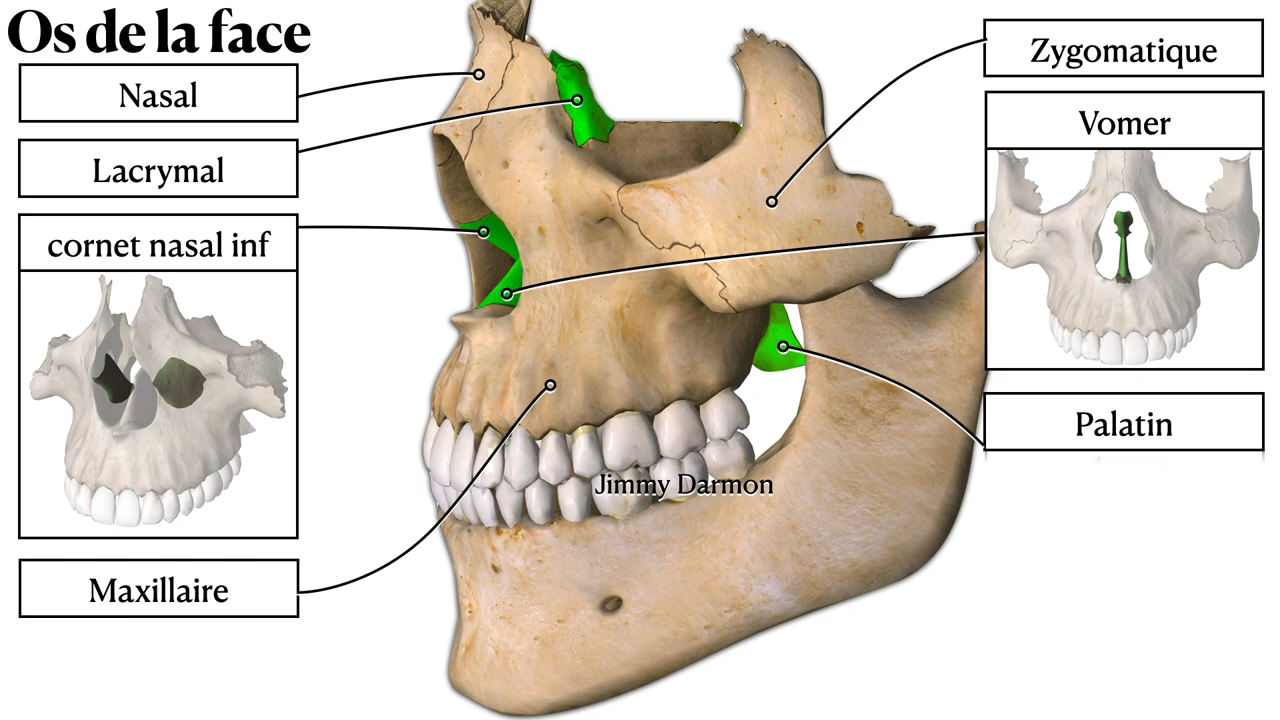 Os de la face
Nasal
Lacrymal
cornet nasal inf
Maxillaire
Zygomatique
Vomer
Palatin
Jimmy Darmon